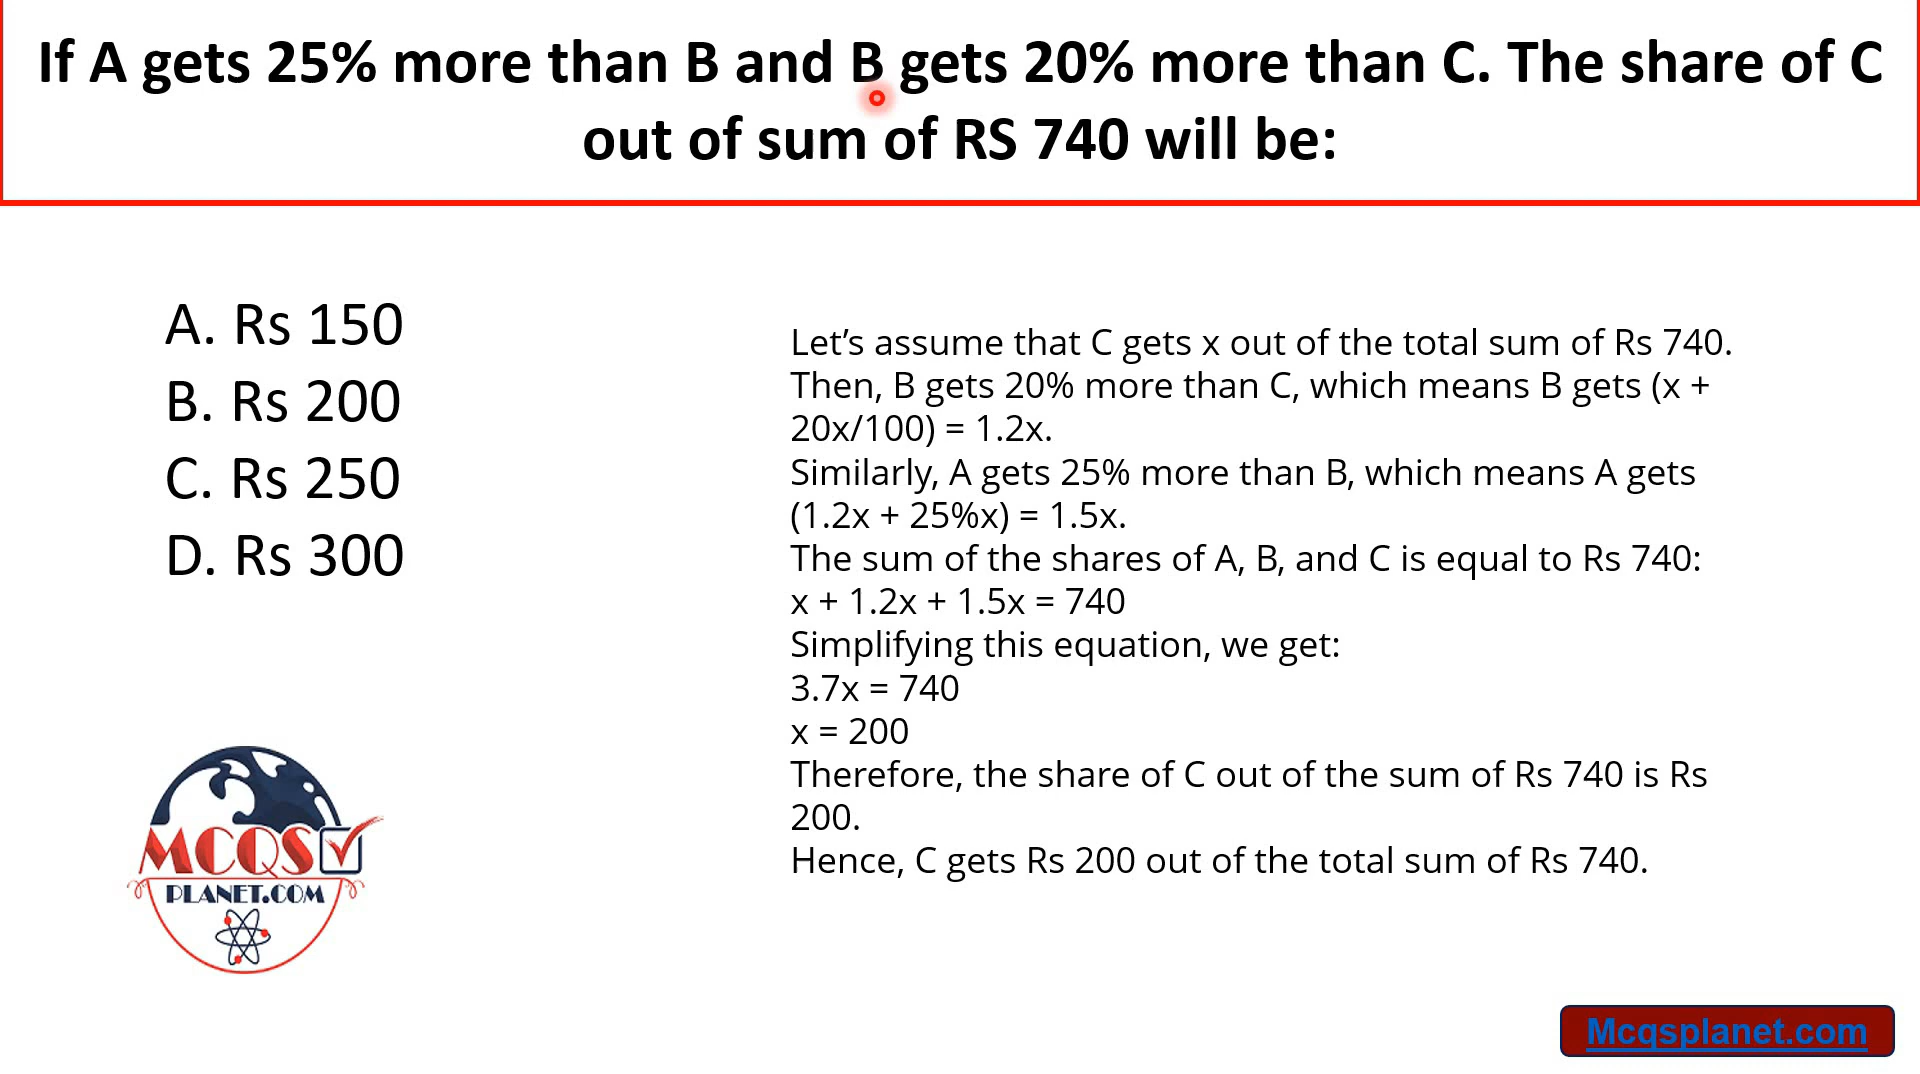 If A gets 25% more than B and B gets 20% more than C. The share of C
out of sum of RS 740 will be:
A. Rs 150
B. Rs 200
C. Rs 250
D. Rs 300
Let’s assume that C gets x out of the total sum of Rs 740.
Then, B gets 20% more than C, which means B gets (x +
20x/100) = 1.2x.
Similarly, A gets 25% more than B, which means A gets
(1.2x + 25%x) = 1.5x.
The sum of the shares of A, B, and C is equal to Rs 740:
x + 1.2x + 1.5x = 740
Simplifying this equation, we get:
3.7x = 740
x = 200
Therefore, the share of C out of the sum of Rs 740 is Rs
200.
Hence, C gets Rs 200 out of the total sum of Rs 740.
MCQS
PLANET.COM
Mcqsplanet.com